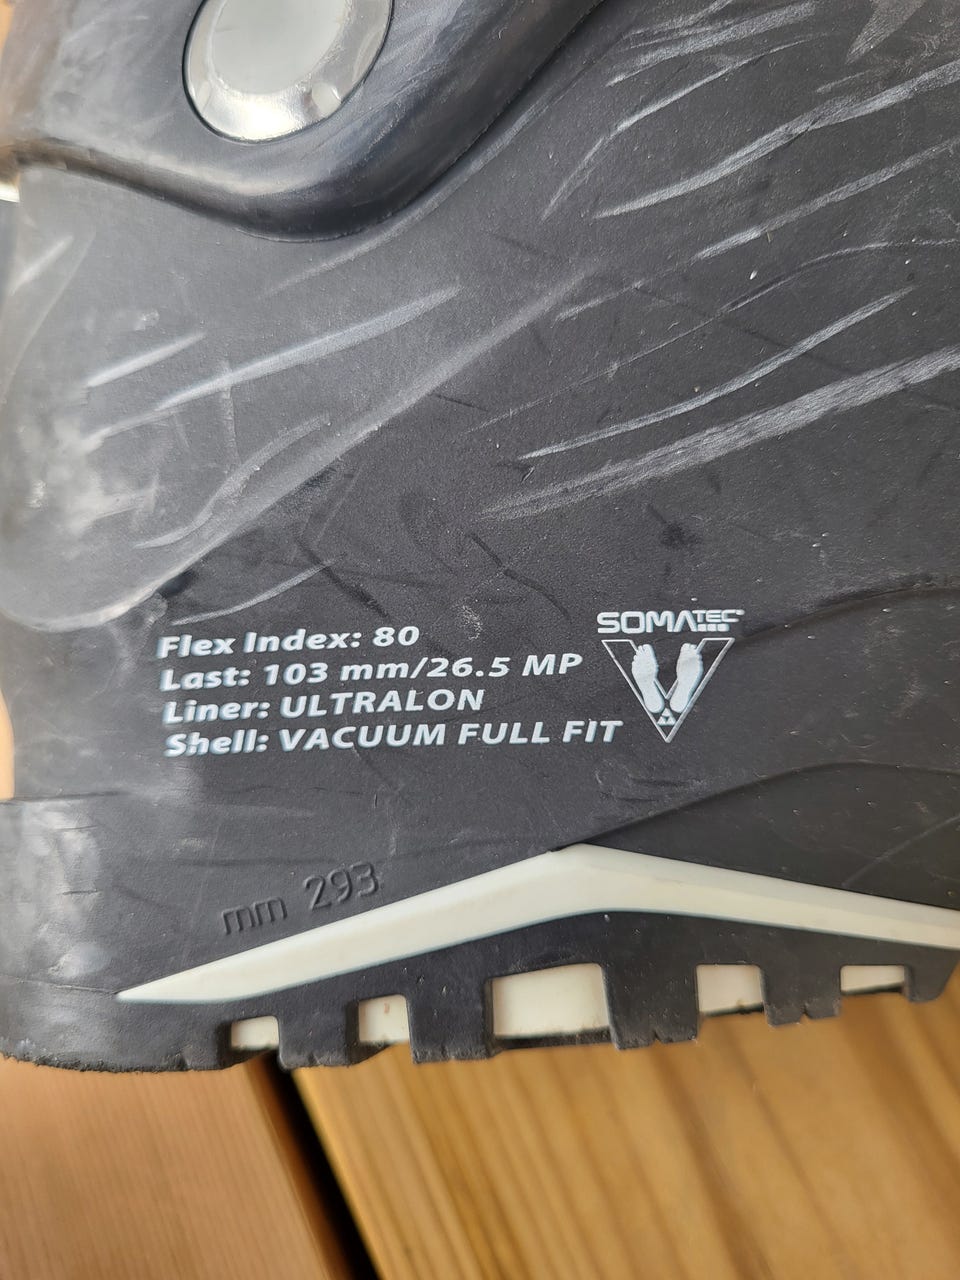 Flex Index: 80
Last: 103 mm/26.5 MP
Liner: ULTRALON
Shell: VACUUM FULL FIT
SOMATEC
mm 293